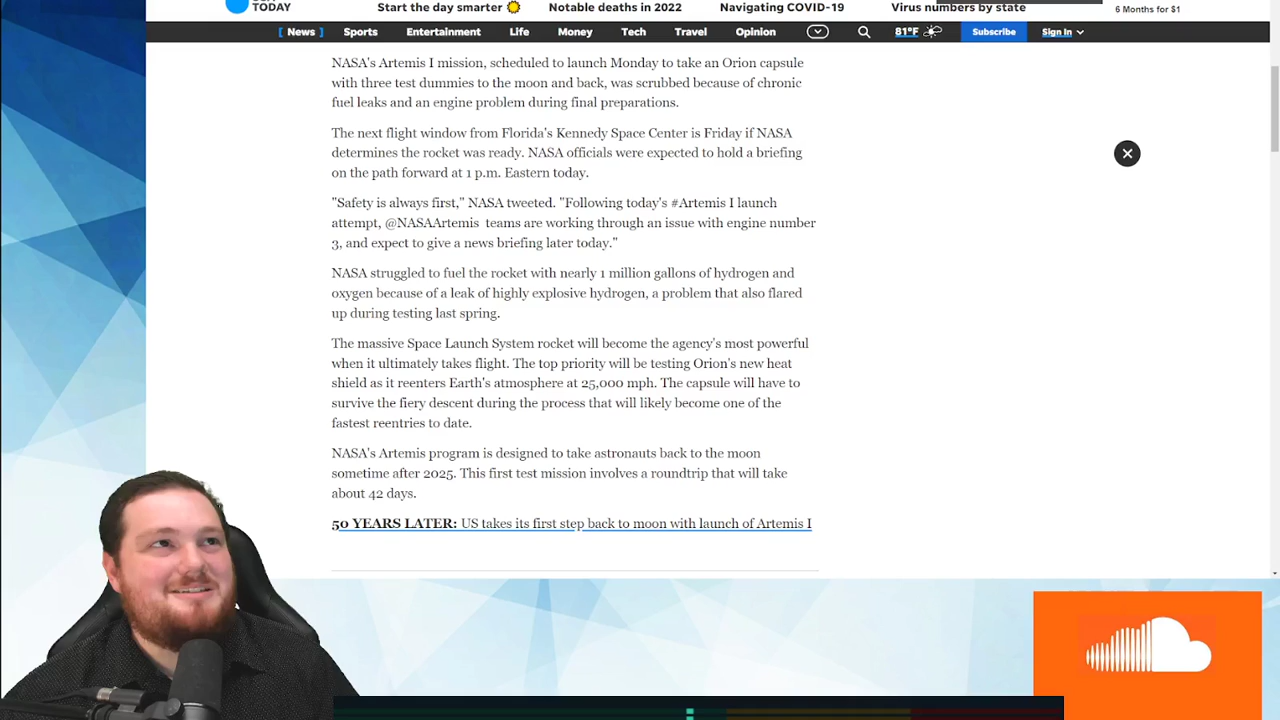 TODAY
Start the day smarter
Notable deaths in 2022
Navigating COVID-19
Virus numbers by state
6 Months for $1
[ News ] Sports Entertainment Life Money Tech Travel Opinion 81°F Subscribe Sign In
NASA's Artemis I mission, scheduled to launch Monday to take an Orion capsule
with three test dummies to the moon and back, was scrubbed because of chronic
fuel leaks and an engine problem during final preparations.
The next flight window from Florida's Kennedy Space Center is Friday if NASA
determines the rocket was ready. NASA officials were expected to hold a briefing
on the path forward at 1 p.m. Eastern today.
"Safety is always first," NASA tweeted. "Following today's #Artemis I launch
attempt, @NASAArtemis teams are working through an issue with engine number
3, and expect to give a news briefing later today."
NASA struggled to fuel the rocket with nearly 1 million gallons of hydrogen and
oxygen because of a leak of highly explosive hydrogen, a problem that also flared
up during testing last spring.
The massive Space Launch System rocket will become the agency's most powerful
when it ultimately takes flight. The top priority will be testing Orion's new heat
shield as it reenters Earth's atmosphere at 25,000 mph. The capsule will have to
survive the fiery descent during the process that will likely become one of the
fastest reentries to date.
NASA's Artemis program is designed to take astronauts back to the moon
sometime after 2025. This first test mission involves a roundtrip that will take
about 42 days.
50 YEARS LATER: US takes its first step back to moon with launch of Artemis I